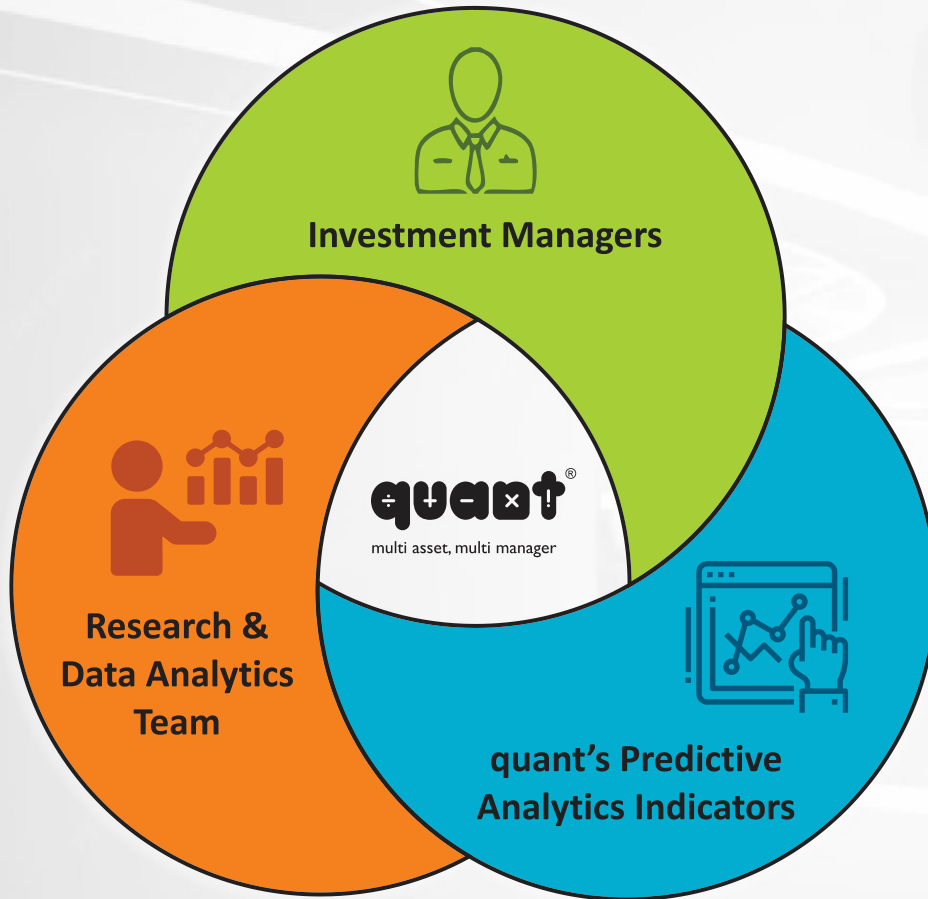 Investment Managers
quant®
multi asset, multi manager
Research &
Data Analytics
Team
quant's Predictive
Analytics Indicators